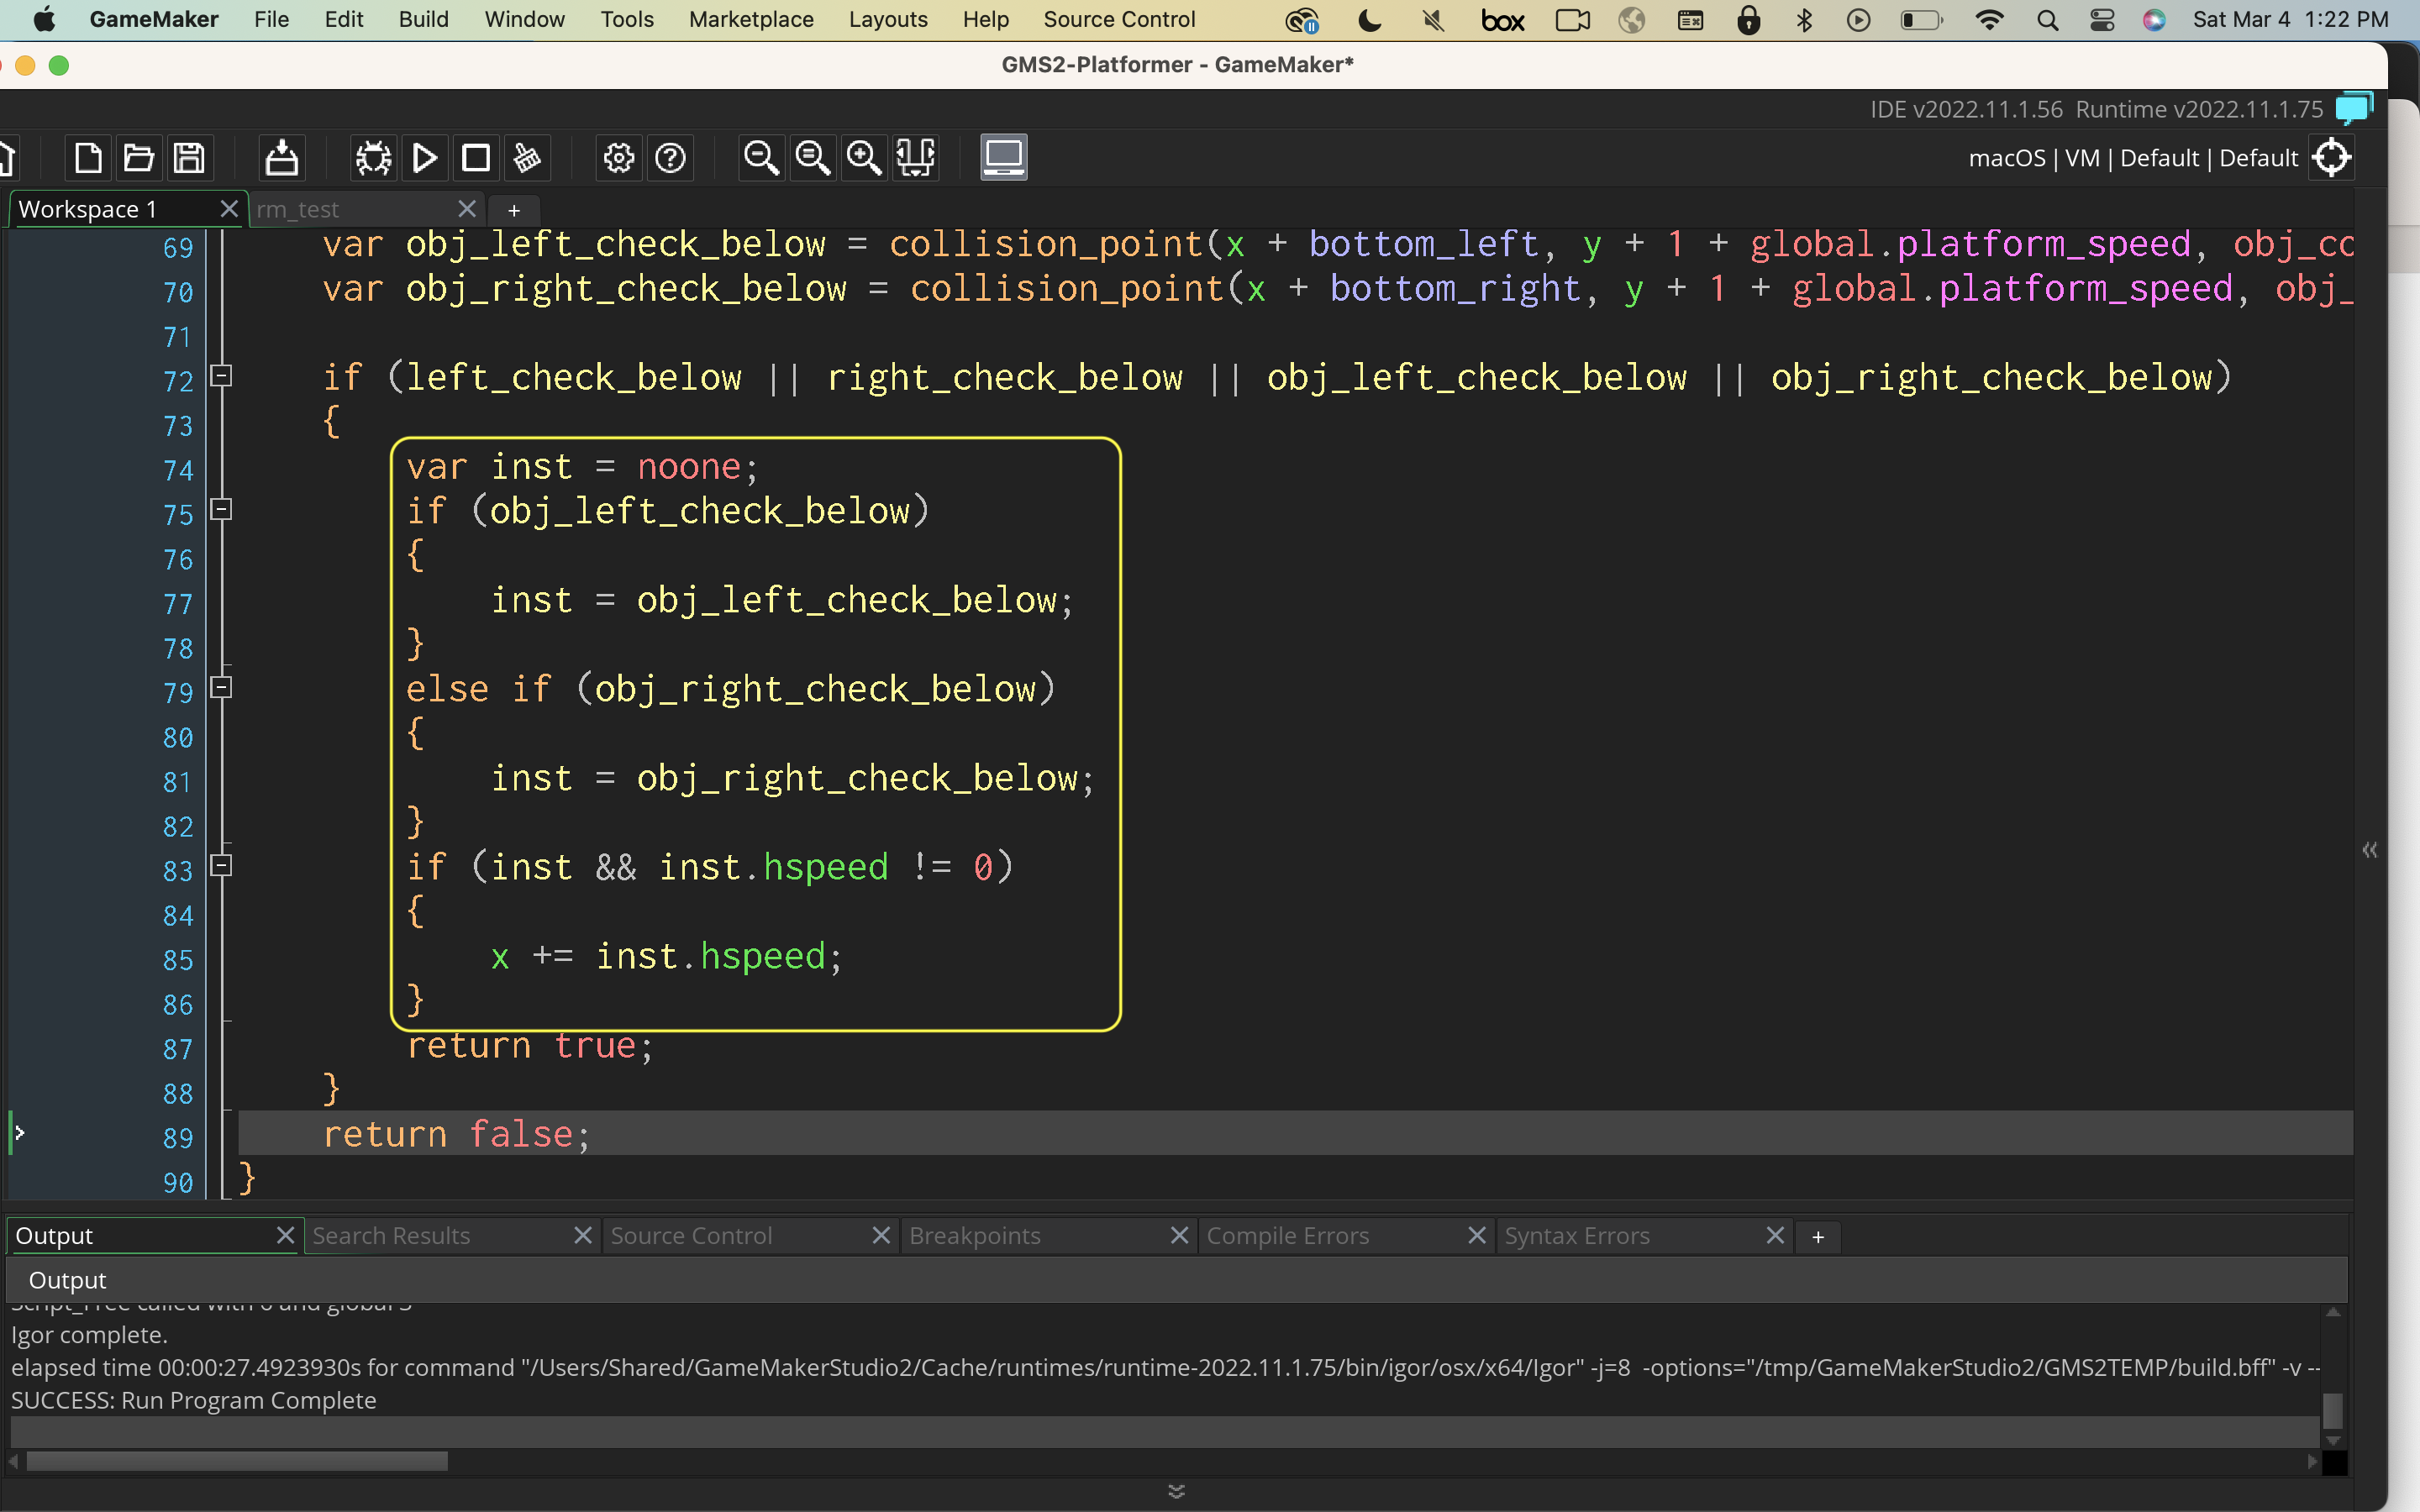 GameMaker File Edit Build Window Tools Marketplace Layouts Help Source Control box Sat Mar 4 1:22 PM
GMS2-Platformer - GameMaker*
IDE v2022.11.1.56 Runtime v2022.11.1.75
macOS | VM | Default | Default
Workspace 1 rm_test +
69 var obj_left_check_below = collision_point(x + bottom_left, y + 1 + global.platform_speed, obj_co
70 var obj_right_check_below = collision_point(x + bottom_right, y + 1 + global.platform_speed, obj_
71
72 if (left_check_below || right_check_below || obj_left_check_below || obj_right_check_below)
73 {
74 var inst = noone;
75 if (obj_left_check_below)
76 {
77 inst = obj_left_check_below;
78 }
79 else if (obj_right_check_below)
80 {
81 inst = obj_right_check_below;
82 }
83 if (inst && inst.hspeed != 0)
84 {
85 x += inst.hspeed;
86 }
87 return true;
88 }
89 return false;
90 }
Output Search Results Source Control Breakpoints Compile Errors Syntax Errors +
Output
Igor complete.
elapsed time 00:00:27.4923930s for command "/Users/Shared/GameMakerStudio2/Cache/runtimes/runtime-2022.11.1.75/bin/igor/osx/x64/Igor" -j=8 -options="/tmp/GameMakerStudio2/GMS2TEMP/build.bff" -v --
SUCCESS: Run Program Complete